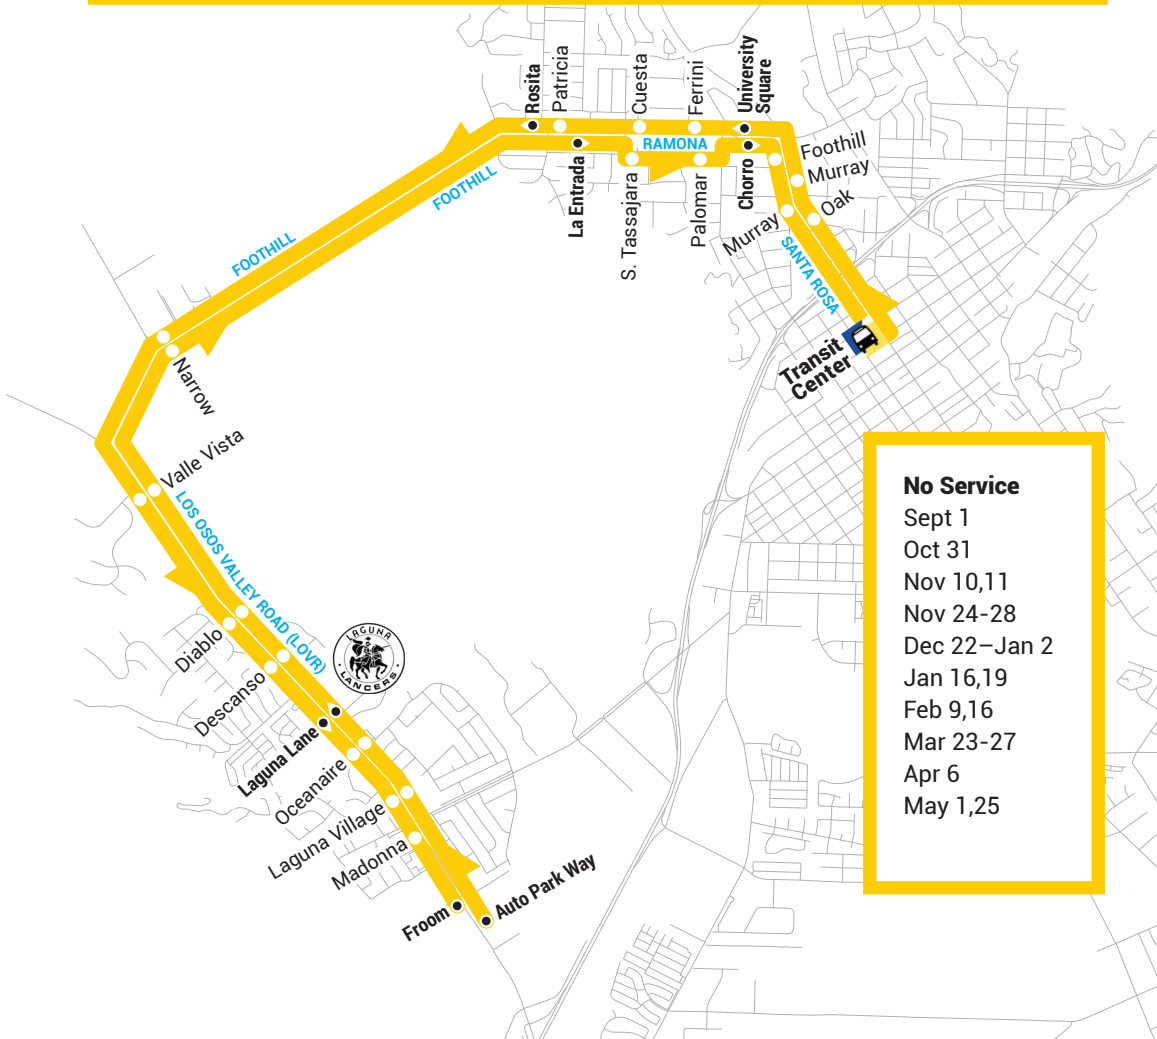 Rosita
Patricia
Cuesta
Ferrini
University
Square
RAMONA
Foothill
Murray
Oak
La Entrada
S. Tassajara
Palomar
Chorro
Murray
SANTA ROSA
FOOTHILL
FOOTHILL
Transit
Center
Narrow
Valle Vista
LOS OSOS VALLEY ROAD (LOVR)
Diablo
LAGUNA
LANCERS
Descanso
Laguna Lane
Oceanaire
Laguna Village
Madonna
Froom
Auto Park Way
No Service
Sept 1
Oct 31
Nov 10,11
Nov 24-28
Dec 22–Jan 2
Jan 16,19
Feb 9,16
Mar 23-27
Apr 6
May 1,25